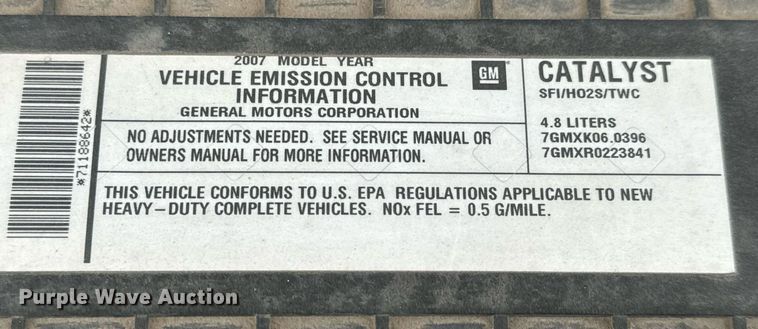 2007 MODEL YEAR
VEHICLE EMISSION CONTROL
INFORMATION
GENERAL MOTORS CORPORATION
GM
CATALYST
SFI/HO2S/TWC
4.8 LITERS
7GMXK06.0396
7GMXR0223841
NO ADJUSTMENTS NEEDED. SEE SERVICE MANUAL OR
OWNERS MANUAL FOR MORE INFORMATION.
THIS VEHICLE CONFORMS TO U.S. EPA REGULATIONS APPLICABLE TO NEW
HEAVY-DUTY COMPLETE VEHICLES. NOx FEL = 0.5 G/MILE.
*71188642*
Purple Wave Auction